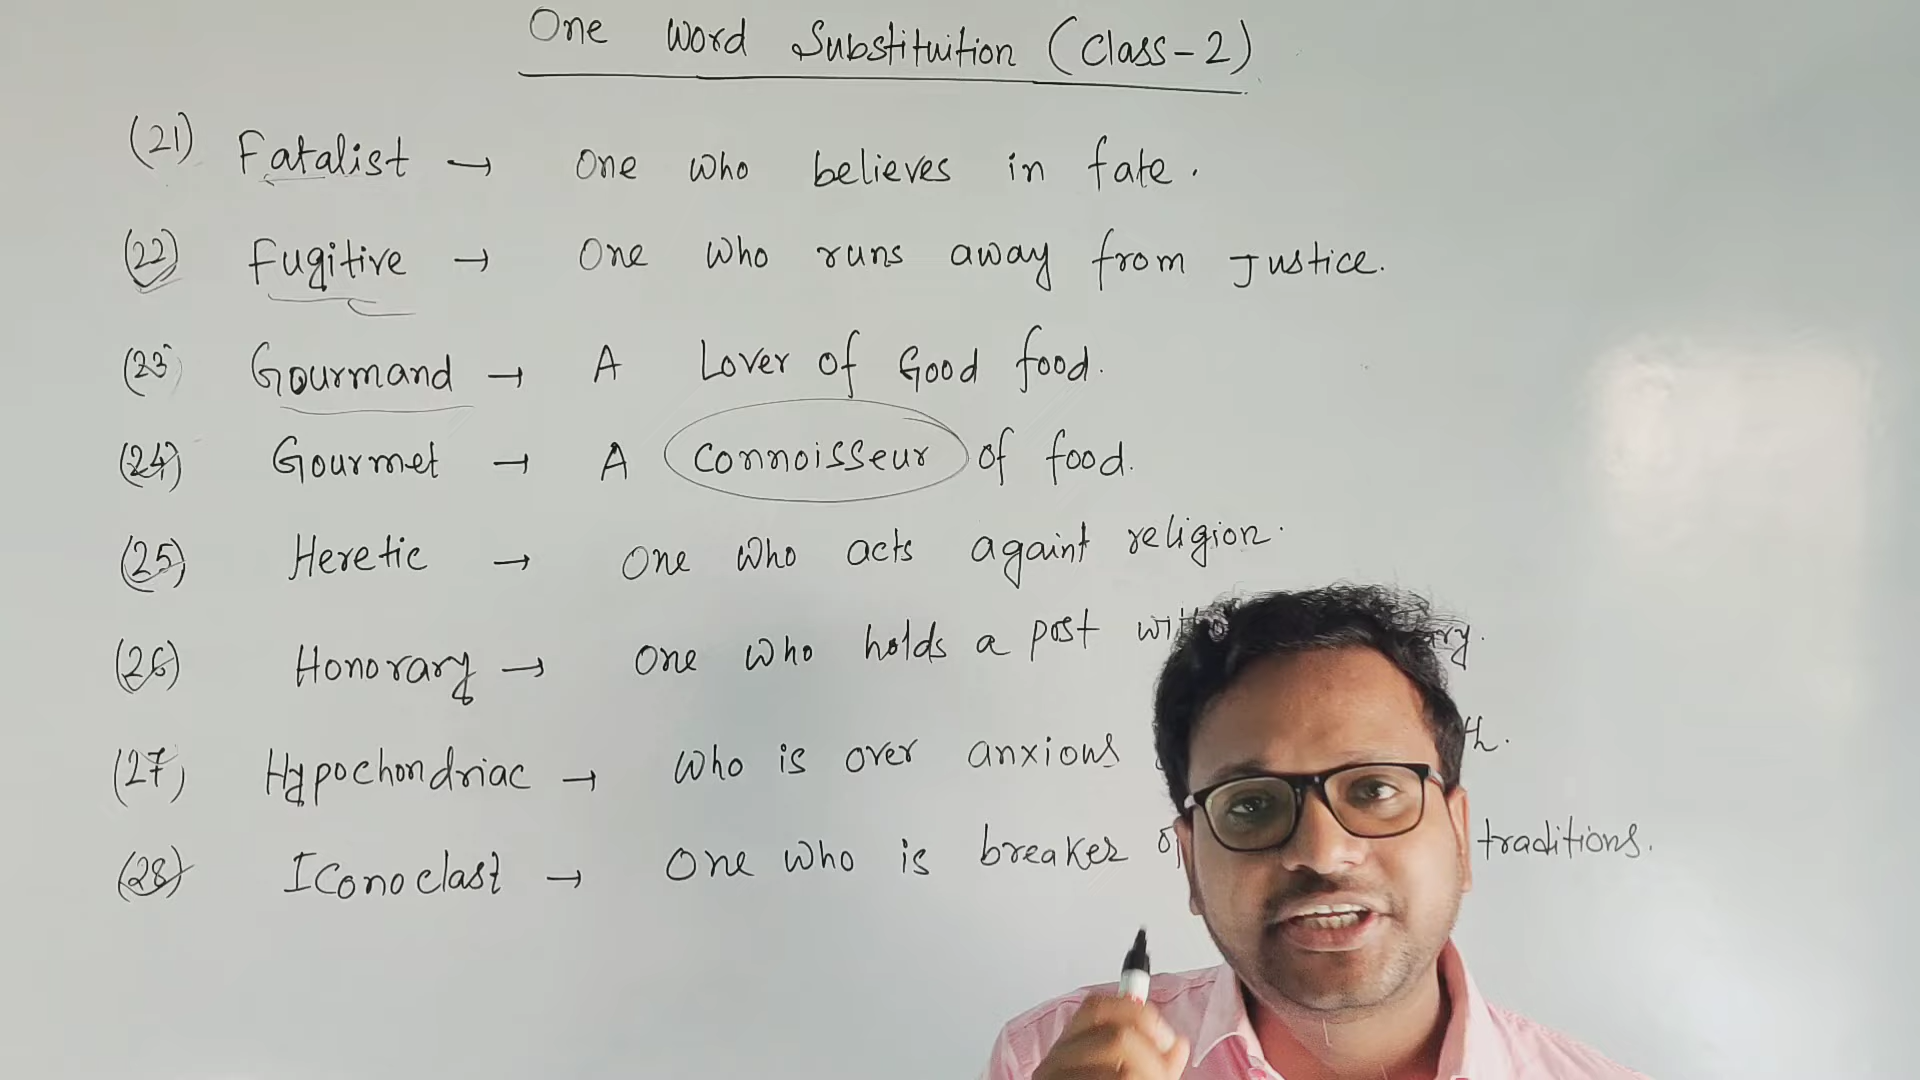 One Word Substituition (Class-2)
(21) Fatalist → One who believes in fate.
(22) Fugitive → One who runs away from Justice.
(23) Gourmand → A Lover of Good food.
(24) Gourmet → A Connoisseur of food.
(25) Heretic → One who acts againt religion.
(26) Honorary → One who holds a post
(27) Hypochondriac → Who is over anxious
(28) Iconoclast → One who is breaker traditions.